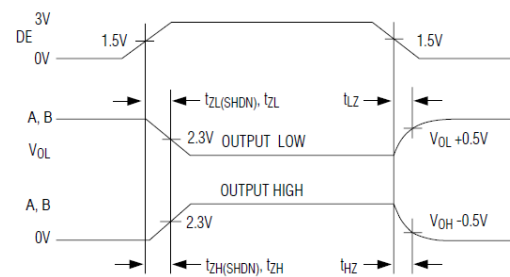 3V
DE
1.5V
1.5V
0V
tZL(SHDN), tZL
tLZ
A, B
2.3V
OUTPUT LOW
VOL +0.5V
VOL
OUTPUT HIGH
A, B
2.3V
VOH -0.5V
0V
tZH(SHDN), tZH
tHZ